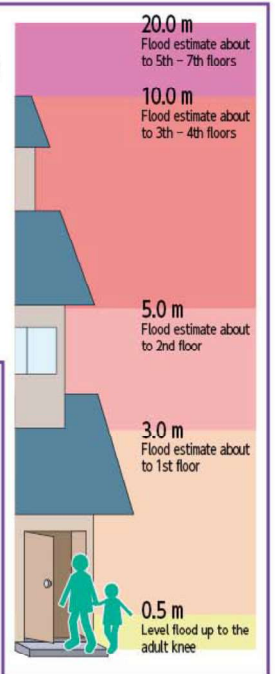 20.0 m
Flood estimate about
to 5th – 7th floors
10.0 m
Flood estimate about
to 3th – 4th floors
5.0 m
Flood estimate about
to 2nd floor
3.0 m
Flood estimate about
to 1st floor
0.5 m
Level flood up to the
adult knee